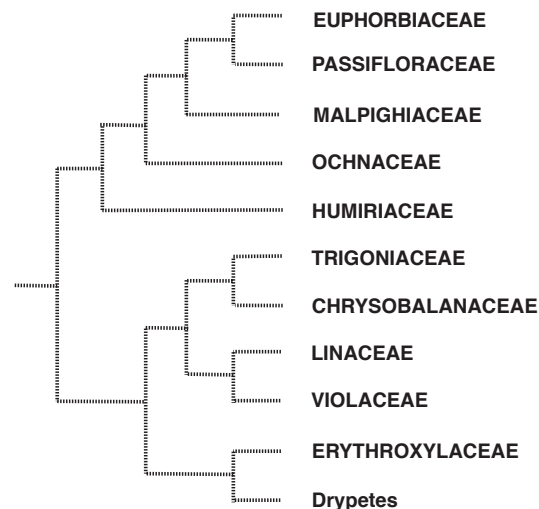 EUPHORBIACEAE
PASSIFLORACEAE
MALPIGHIACEAE
OCHNACEAE
HUMIRIACEAE
TRIGONIACEAE
CHRYSOBALANACEAE
LINACEAE
VIOLACEAE
ERYTHROXYLACEAE
Drypetes